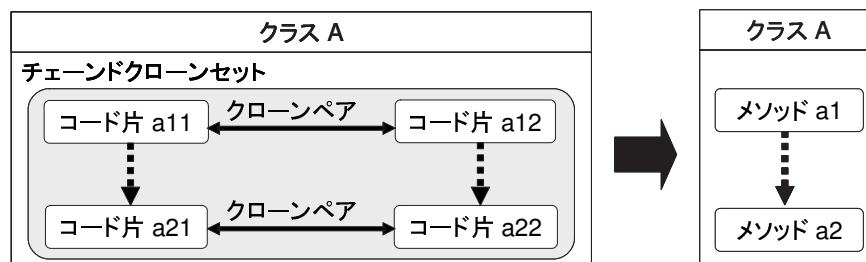 クラス A
チェーンドクローンセット
コード片 a11
クローンペア
コード片 a12
コード片 a21
クローンペア
コード片 a22
クラス A
メソッド a1
メソッド a2